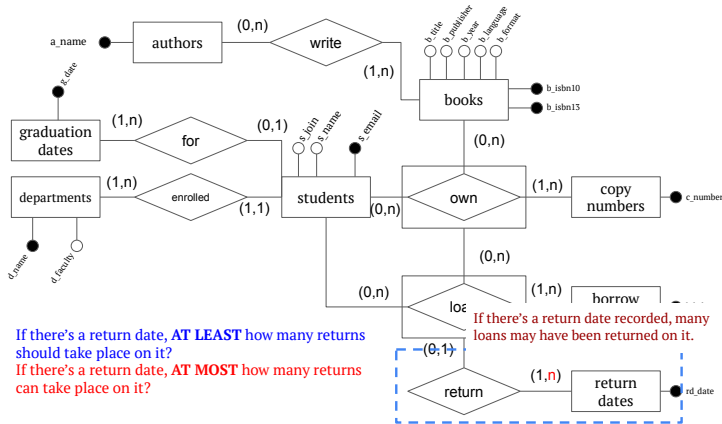 b_title
b_publisher
b_year
b_language
b_format
a_name
authors
(0,n)
write
(1,n)
books
b_isbn10
b_isbn13
g_date
graduation
dates
(1,n)
for
(0,1)
s_join
s_name
s_email
(0,n)
departments
(1,n)
enrolled
(1,1)
students
(0,n)
own
(1,n)
copy
numbers
c_number
d_name
d_faculty
(0,n)
(0,n)
(1,n)
borrow
If there's a return date, AT LEAST how many returns
should take place on it?
If there's a return date, AT MOST how many returns
can take place on it?
If there's a return date recorded, many
loans may have been returned on it.
(0,1)
return
(1,n)
return
dates
rd_date